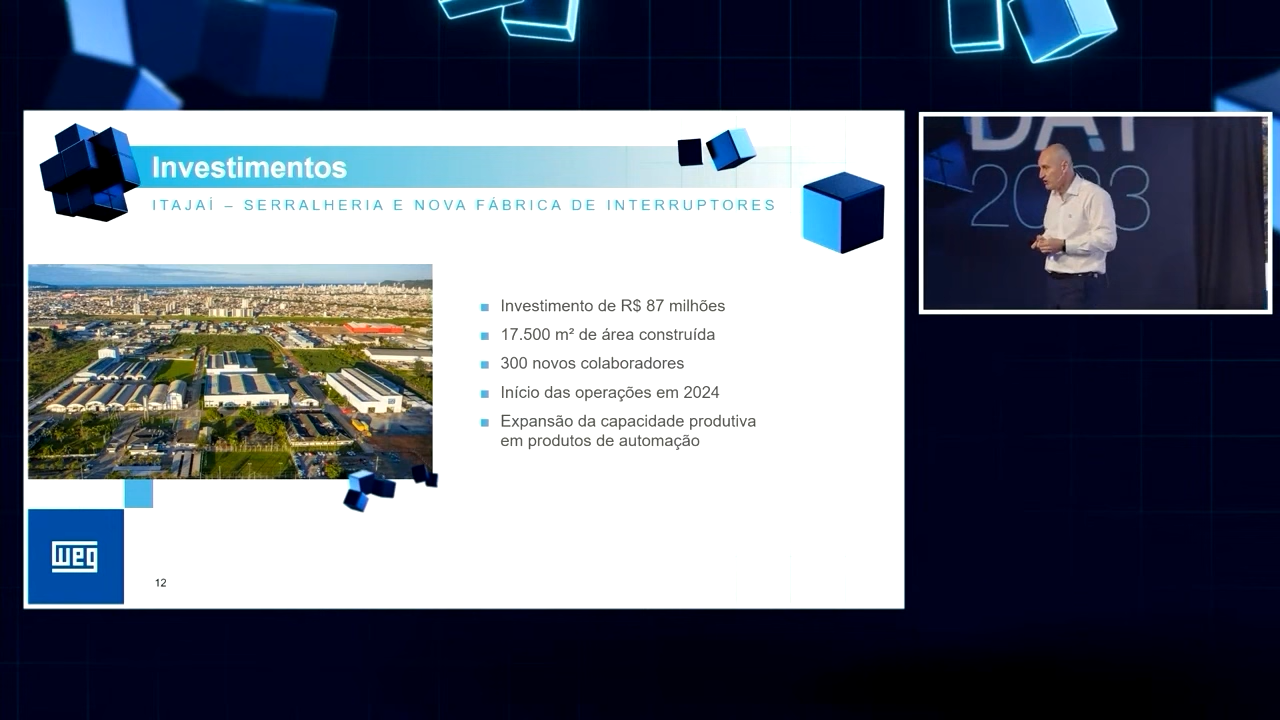 Investimentos
ITAJAÍ – SERRALHERIA E NOVA FÁBRICA DE INTERRUPTORES
Investimento de R$ 87 milhões
17.500 m² de área construída
300 novos colaboradores
Início das operações em 2024
Expansão da capacidade produtiva
em produtos de automação
weg
12
DAY
2023